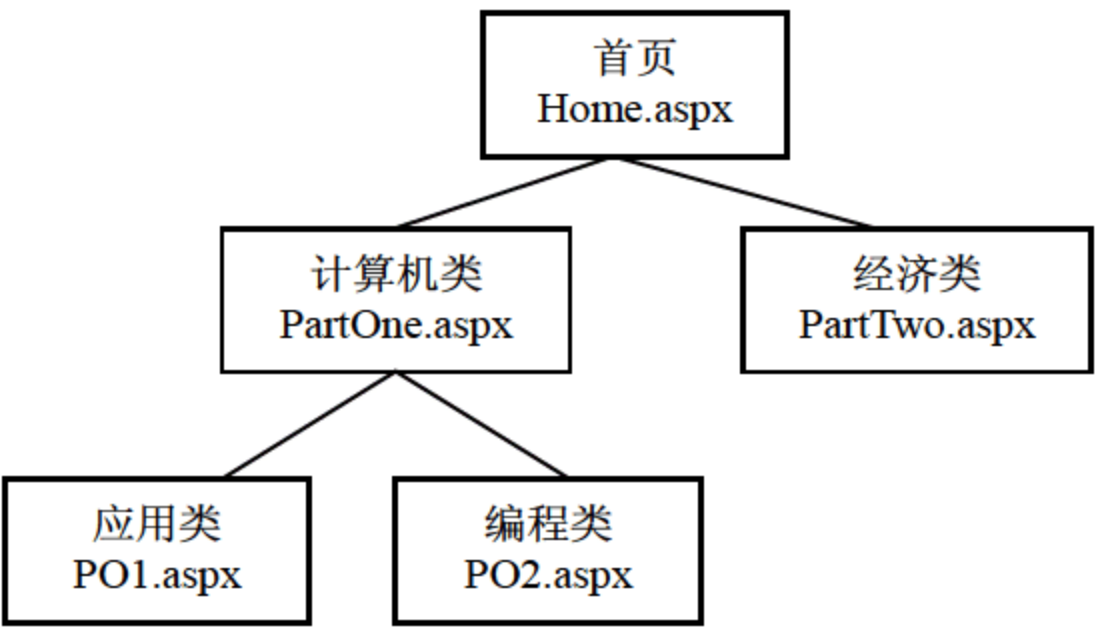 首页
Home.aspx
计算机类
PartOne.aspx
经济类
PartTwo.aspx
应用类
PO1.aspx
编程类
PO2.aspx